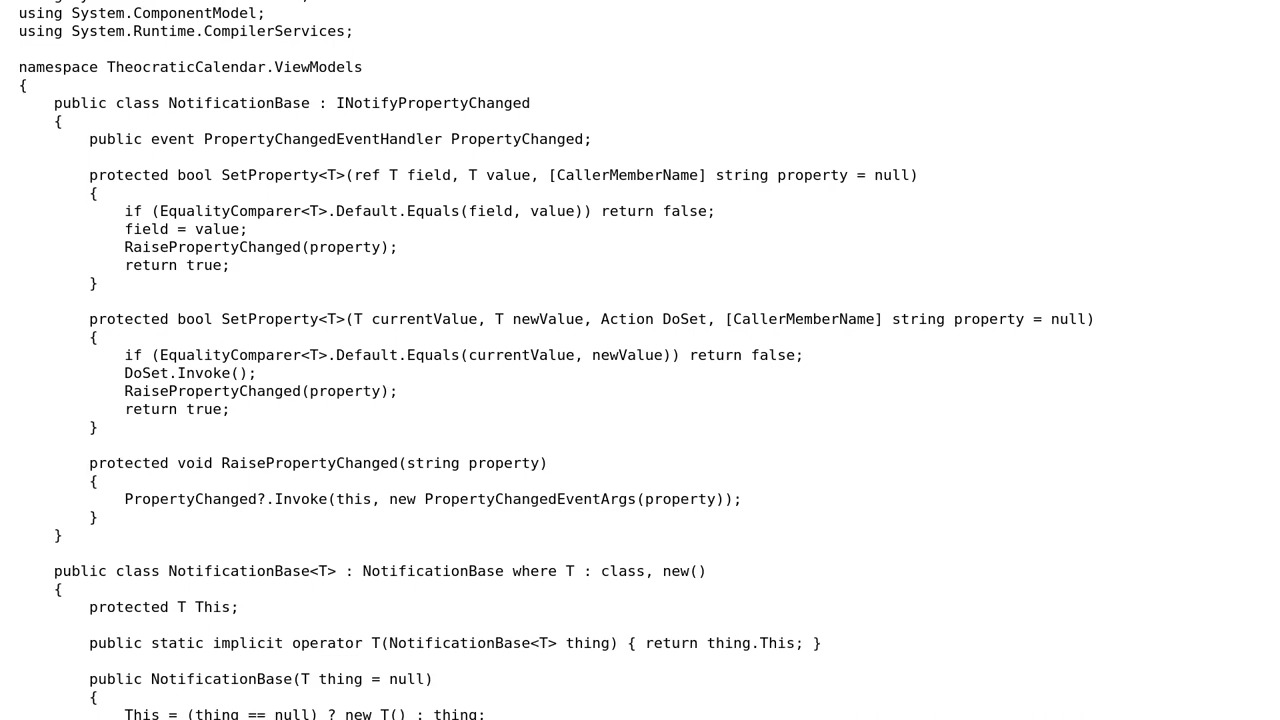 using System.ComponentModel;
using System.Runtime.CompilerServices;

namespace TheocraticCalendar.ViewModels
{
    public class NotificationBase : INotifyPropertyChanged
    {
        public event PropertyChangedEventHandler PropertyChanged;

        protected bool SetProperty<T>(ref T field, T value, [CallerMemberName] string property = null)
        {
            if (EqualityComparer<T>.Default.Equals(field, value)) return false;
            field = value;
            RaisePropertyChanged(property);
            return true;
        }

        protected bool SetProperty<T>(T currentValue, T newValue, Action DoSet, [CallerMemberName] string property = null)
        {
            if (EqualityComparer<T>.Default.Equals(currentValue, newValue)) return false;
            DoSet.Invoke();
            RaisePropertyChanged(property);
            return true;
        }

        protected void RaisePropertyChanged(string property)
        {
            PropertyChanged?.Invoke(this, new PropertyChangedEventArgs(property));
        }
    }

    public class NotificationBase<T> : NotificationBase where T : class, new()
    {
        protected T This;

        public static implicit operator T(NotificationBase<T> thing) { return thing.This; }

        public NotificationBase(T thing = null)
        {
            This = (thing == null) ? new T() : thing;